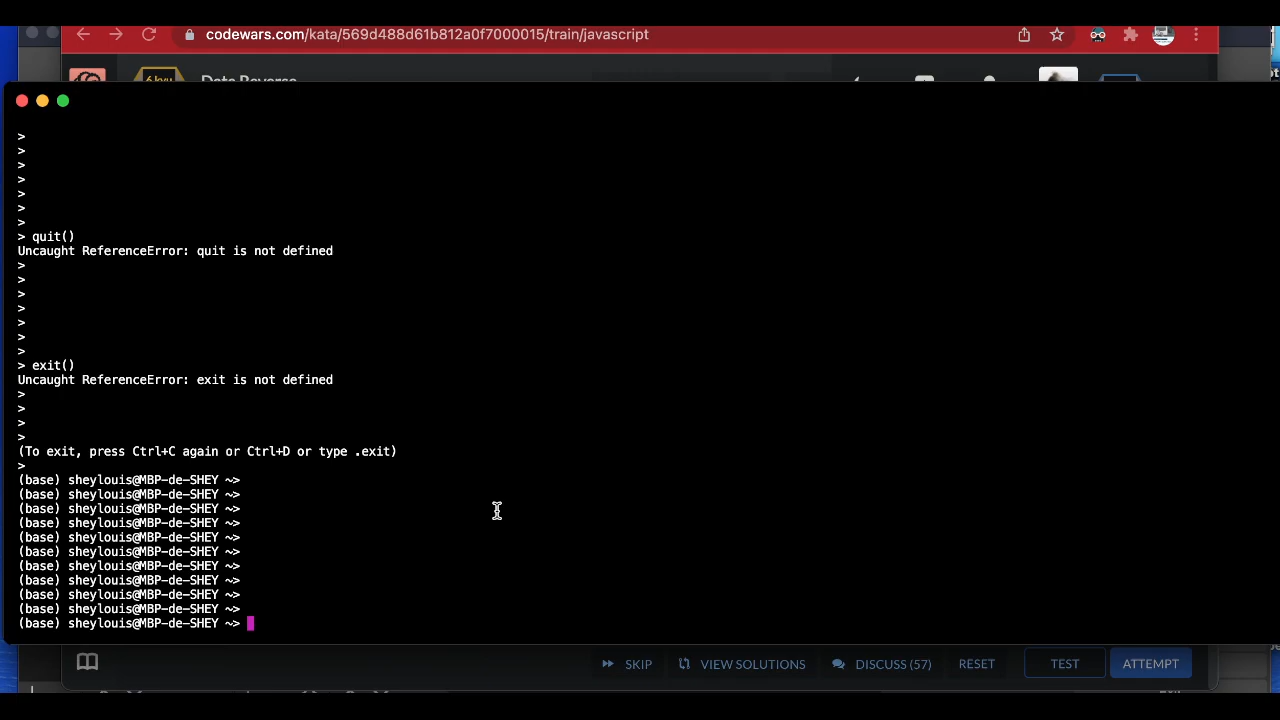 codewars.com/kata/569d488d61b812a0f7000015/train/javascript
6 kyu
Data Reverse
>
>
>
>
>
>
>
> quit()
Uncaught ReferenceError: quit is not defined
>
>
>
>
>
>
>
> exit()
Uncaught ReferenceError: exit is not defined
>
>
>
>
(To exit, press Ctrl+C again or Ctrl+D or type .exit)
>
(base) sheylouis@MBP-de-SHEY ~>
(base) sheylouis@MBP-de-SHEY ~>
(base) sheylouis@MBP-de-SHEY ~>
(base) sheylouis@MBP-de-SHEY ~>
(base) sheylouis@MBP-de-SHEY ~>
(base) sheylouis@MBP-de-SHEY ~>
(base) sheylouis@MBP-de-SHEY ~>
(base) sheylouis@MBP-de-SHEY ~>
(base) sheylouis@MBP-de-SHEY ~>
(base) sheylouis@MBP-de-SHEY ~>
(base) sheylouis@MBP-de-SHEY ~>
SKIP VIEW SOLUTIONS DISCUSS (57) RESET TEST ATTEMPT